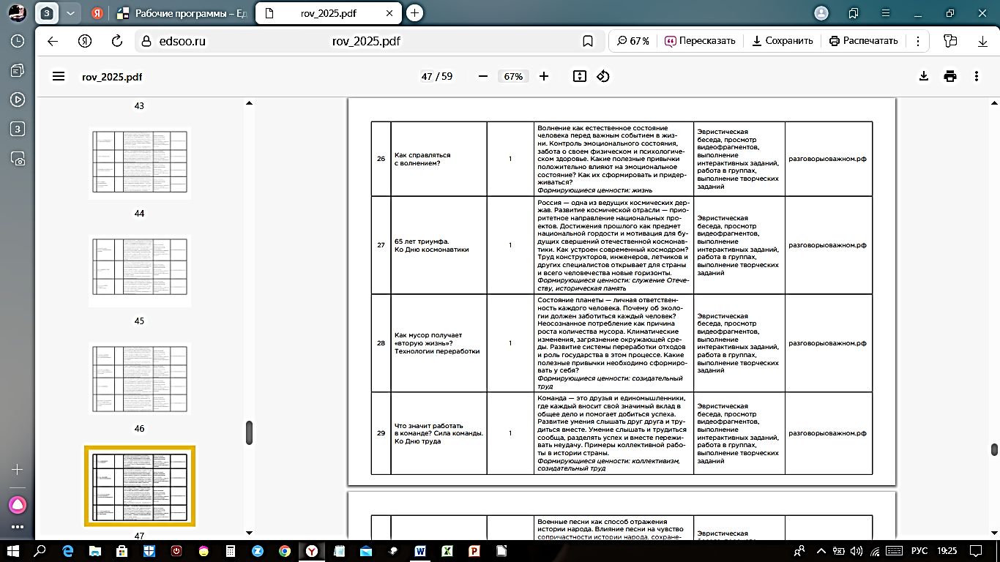 3
Рабочие программы – Ед
rov_2025.pdf
edsoo.ru
rov_2025.pdf
67%
Пересказать
Сохранить
Распечатать
rov_2025.pdf
47 / 59
67%
3
43
44
45
46
47
26
Как справляться
с волнением?
1
Волнение как естественное состояние
человека перед важным событием в жиз-
ни. Контроль эмоционального состояния,
забота о своем физическом и психологиче-
ском здоровье. Какие полезные привычки
положительно влияют на эмоциональное
состояние? Как их сформировать и придер-
живаться?
Формирующиеся ценности: жизнь
Эвристическая
беседа, просмотр
видеофрагментов,
выполнение
интерактивных заданий,
работа в группах,
выполнение творческих
заданий
разговорыоважном.рф
27
65 лет триумфа.
Ко Дню космонавтики
1
Россия — одна из ведущих космических дер-
жав. Развитие космической отрасли — прио-
ритетное направление национальных про-
ектов. Достижения прошлого как предмет
национальной гордости и мотивация для бу-
дущих свершений отечественной космонав-
тики. Как устроен современный космодром?
Труд конструкторов, инженеров, летчиков и
других специалистов открывает для страны
и всего человечества новые горизонты.
Формирующиеся ценности: служение Отече-
ству, историческая память
Эвристическая
беседа, просмотр
видеофрагментов,
выполнение
интерактивных заданий,
работа в группах,
выполнение творческих
заданий
разговорыоважном.рф
28
Как мусор получает
«вторую жизнь»?
Технологии переработки
1
Состояние планеты — личная ответствен-
ность каждого человека. Почему об эколо-
гии должен заботиться каждый человек?
Неосознанное потребление как причина
роста количества мусора. Климатические
изменения, загрязнение окружающей сре-
ды. Развитие системы переработки отходов
и роль государства в этом процессе. Какие
полезные привычки необходимо сформиро-
вать у себя?
Формирующиеся ценности: созидательный
труд
Эвристическая
беседа, просмотр
видеофрагментов,
выполнение
интерактивных заданий,
работа в группах,
выполнение творческих
заданий
разговорыоважном.рф
29
Что значит работать
в команде? Сила команды.
Ко Дню труда
1
Команда — это друзья и единомышленники,
где каждый вносит свой значимый вклад в
общее дело и помогает добиться успеха.
Развитие умения слышать друг друга и тру-
диться вместе. Умение слышать и трудиться
сообща, разделять успех и вместе пережи-
вать неудачу. Примеры коллективной рабо-
ты в истории страны.
Формирующиеся ценности: коллективизм,
созидательный труд
Эвристическая
беседа, просмотр
видеофрагментов,
выполнение
интерактивных заданий,
работа в группах,
выполнение творческих
заданий
разговорыоважном.рф
Военные песни как способ отражения
истории народа. Влияние песни на чувство
сопричастности истории народа, сохране-
Эвристическая
РУС
19:25